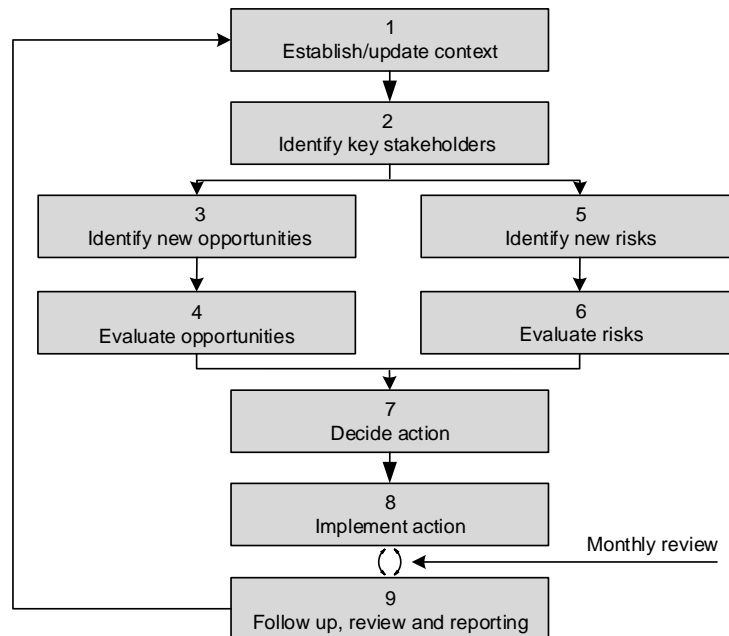 1
Establish/update context
2
Identify key stakeholders
3
Identify new opportunities
5
Identify new risks
4
Evaluate opportunities
6
Evaluate risks
7
Decide action
8
Implement action
Monthly review
9
Follow up, review and reporting